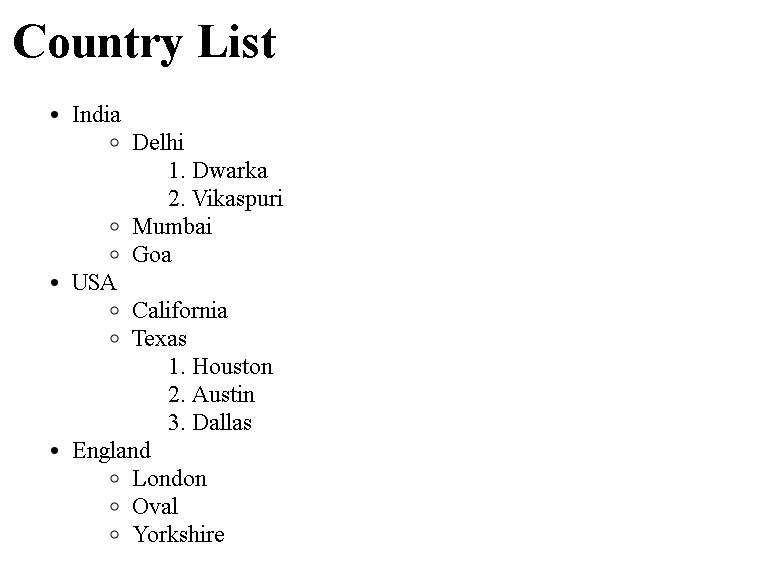 Country List
• India
◦ Delhi
1. Dwarka
2. Vikaspuri
◦ Mumbai
◦ Goa
• USA
◦ California
◦ Texas
1. Houston
2. Austin
3. Dallas
• England
◦ London
◦ Oval
◦ Yorkshire